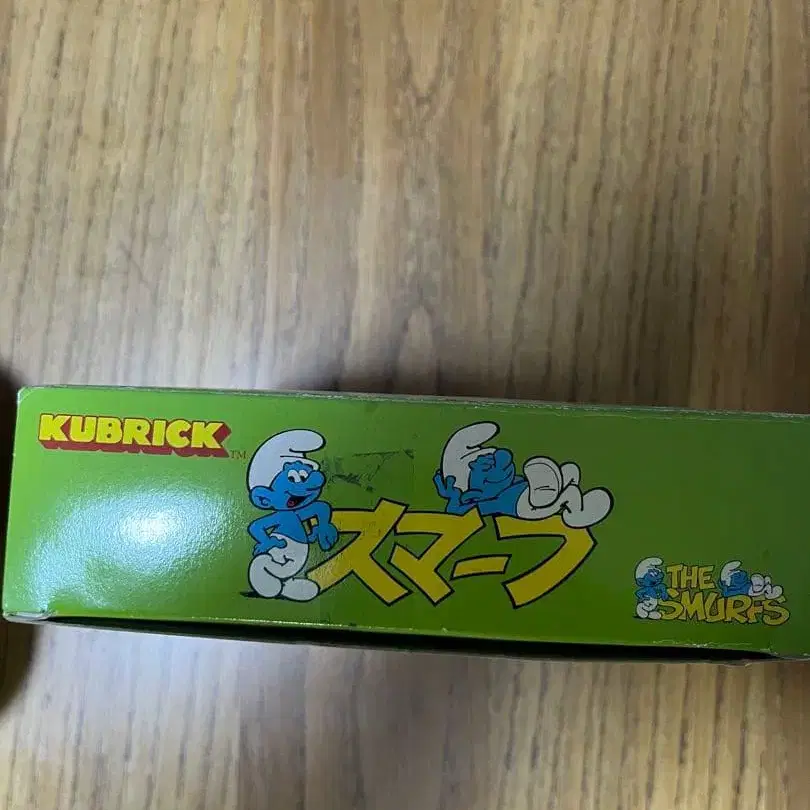 KUBRICK
TM
スマーフ
THE
SMURFS